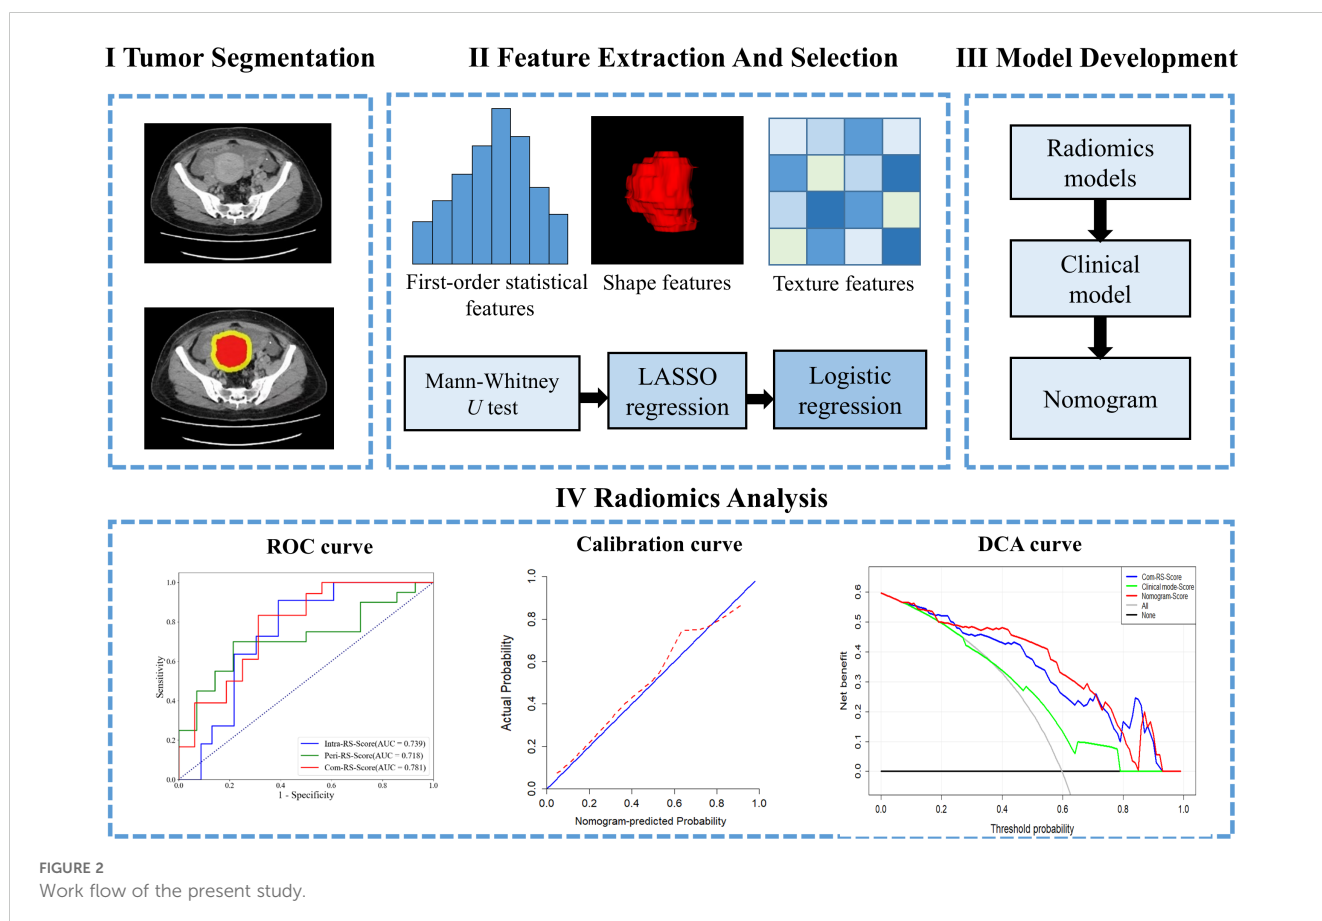 I Tumor Segmentation
II Feature Extraction And Selection
III Model Development
First-order statistical
features
Shape features
Texture features
Mann-Whitney
U test
LASSO
regression
Logistic
regression
Radiomics
models
Clinical
model
Nomogram
IV Radiomics Analysis
ROC curve
1.0
0.8
0.6
0.4
0.2
0.0
Sensitivity
Intra-RS-Score(AUC = 0.739)
Peri-RS-Score(AUC = 0.718)
Com-RS-Score(AUC = 0.781)
0.0 0.2 0.4 0.6 0.8 1.0
1 - Specificity
Calibration curve
1.0
0.8
0.6
0.4
0.2
0.0
Actual Probability
0.0 0.2 0.4 0.6 0.8 1.0
Nomogram-predicted Probability
DCA curve
Com-RS-Score
Clinical mode-Score
Nomogram-Score
All
None
0.6
0.5
0.4
0.3
0.2
0.1
0.0
Net benefit
0.0 0.2 0.4 0.6 0.8 1.0
Threshold probability
FIGURE 2
Work flow of the present study.